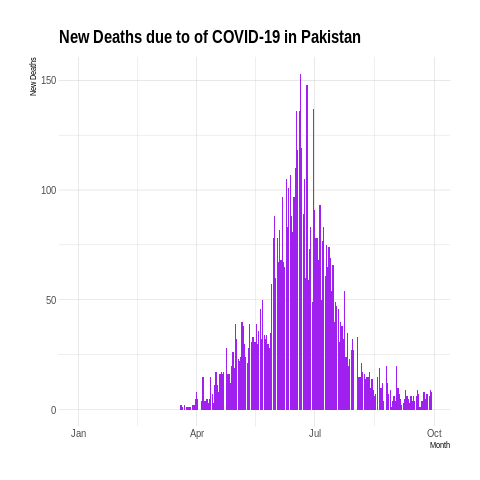 New Deaths due to of COVID-19 in Pakistan
New Deaths
150
100
50
0
Jan Apr Jul Oct
Month